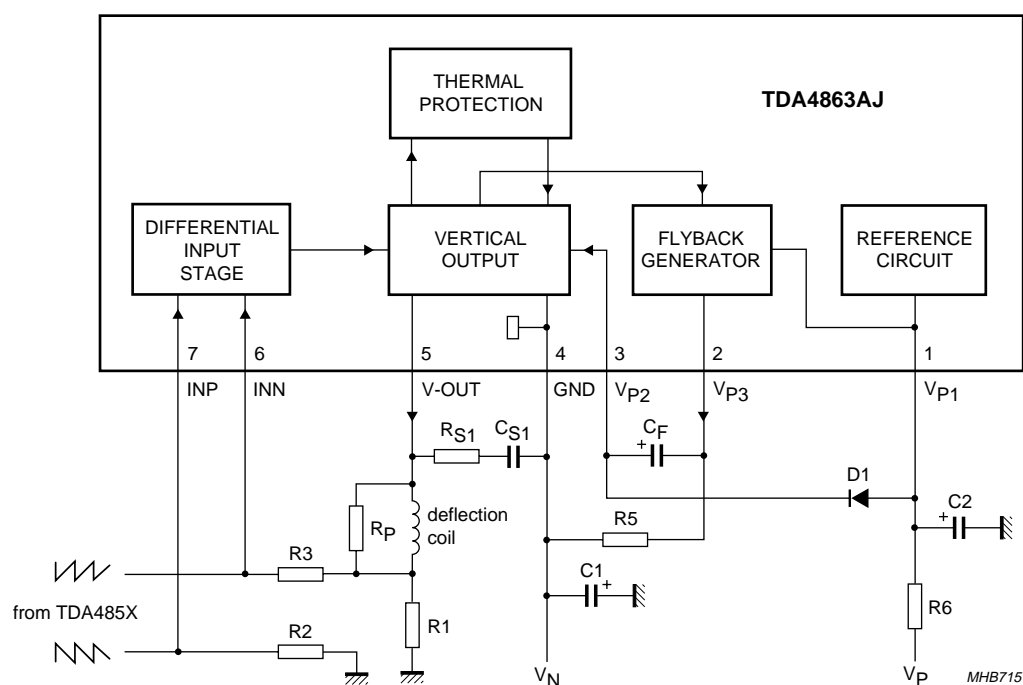 THERMAL
PROTECTION
TDA4863AJ
DIFFERENTIAL
INPUT
STAGE
VERTICAL
OUTPUT
FLYBACK
GENERATOR
REFERENCE
CIRCUIT
7 6 5 4 3 2 1
INP INN V-OUT GND VP2 VP3 VP1
RS1 CS1 CF
+
D1
RP
deflection
coil
R5
C2
+
R3
C1
+
from TDA485X
R6
R2
R1
VN
VP
MHB715